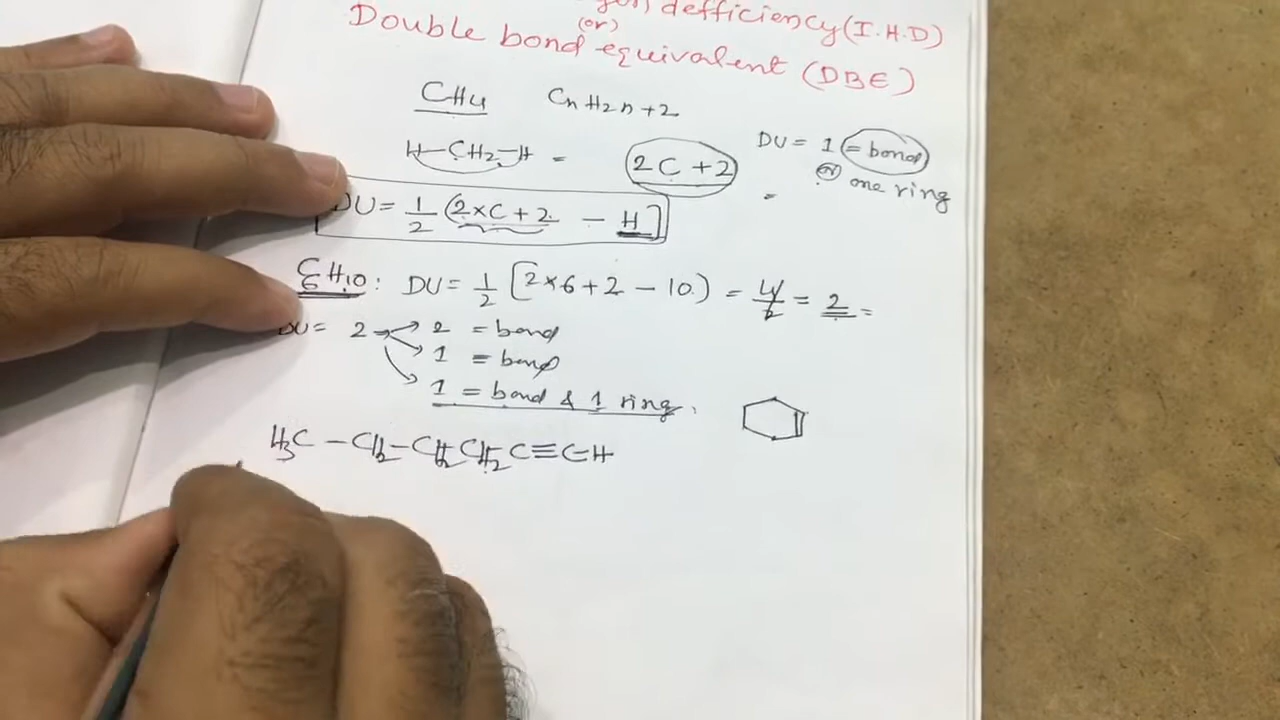 defficiency (I.H.D)
(or)
Double bond equivalent (DBE)
CH4 CnH2n+2
H-CH2-H = 2C+2
DU = 1 = bond
(or) one ring
DU = 1/2 (2×C+2 - H]
C6H10: DU = 1/2 [2×6+2-10) = 4/2 = 2 =
DU = 2 → 2 = bond
1 ≡ bond
1 = bond & 1 ring.
H3C-CH2-CH2CH2C≡CH